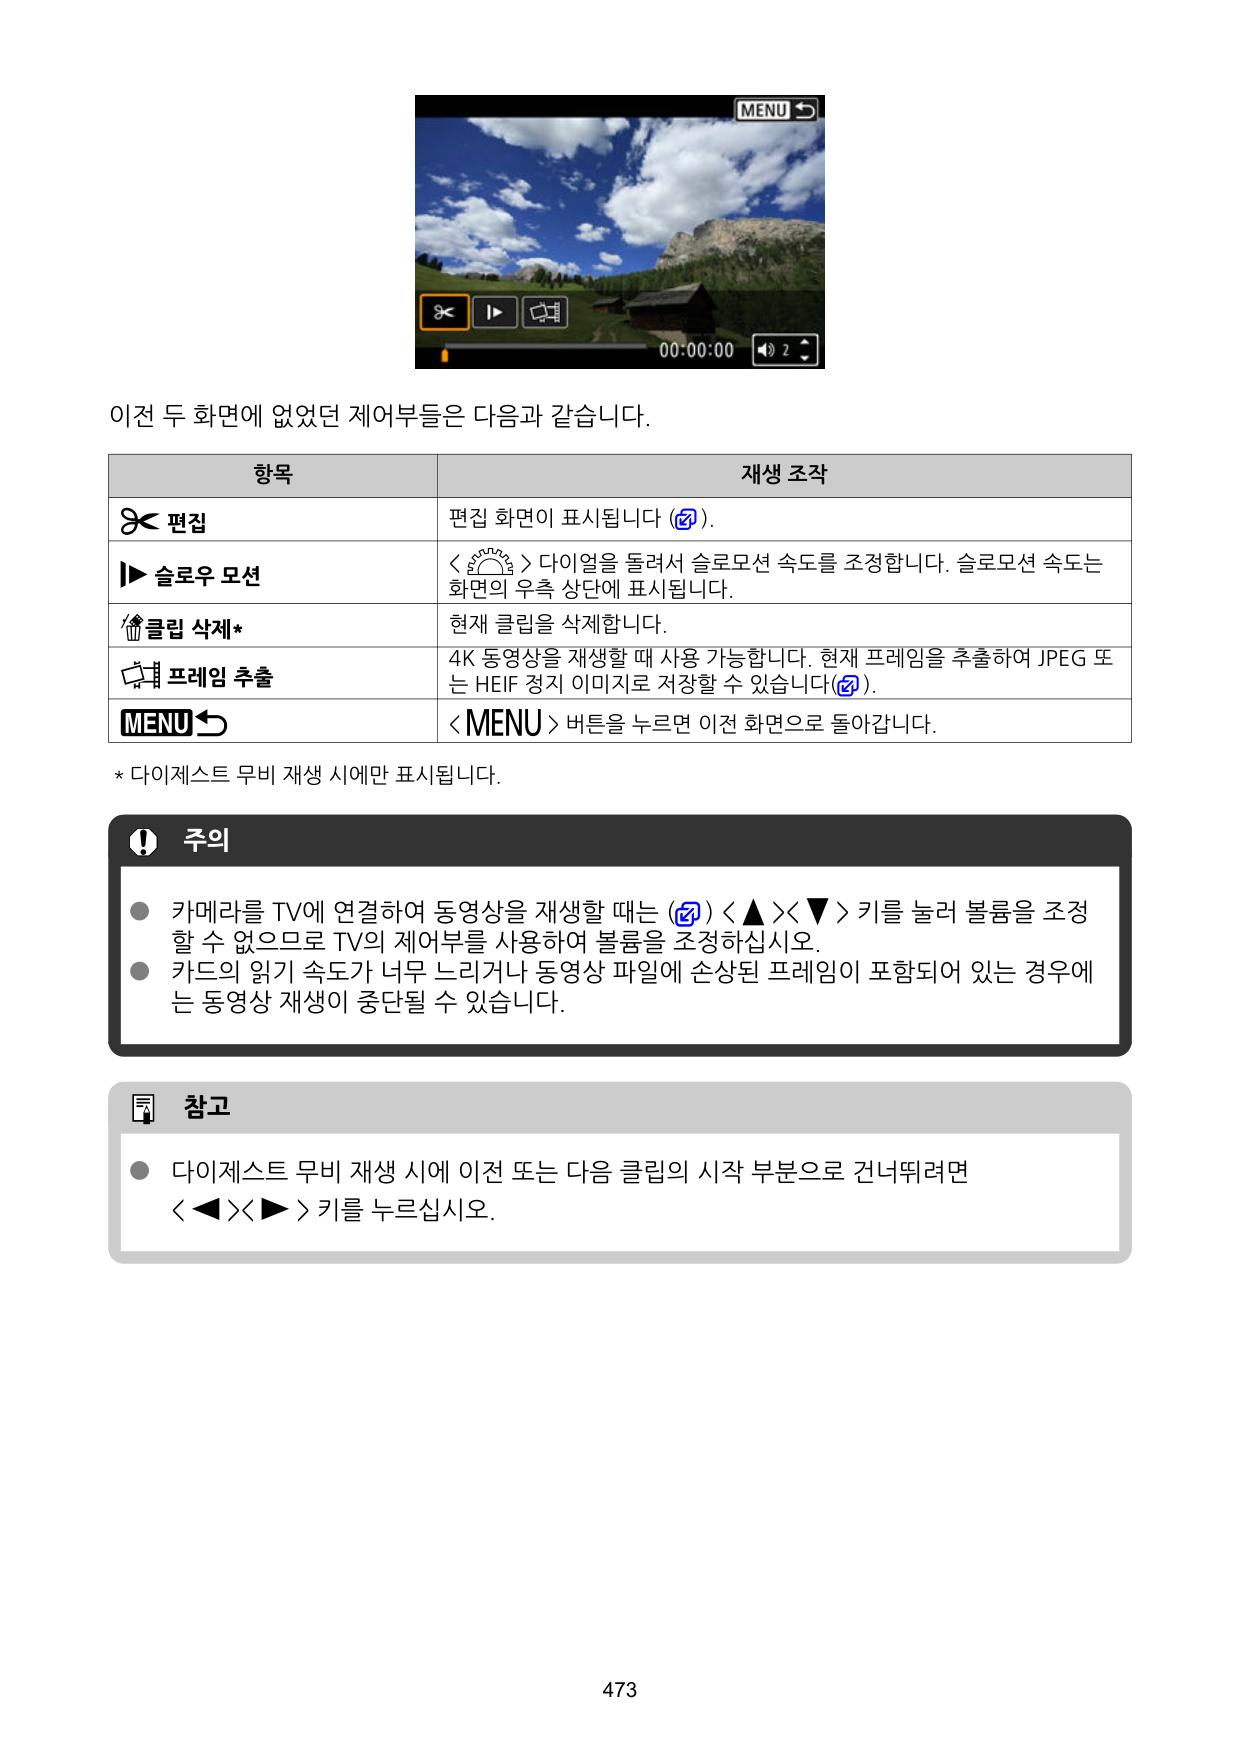 MENU
00:00:00
2
이전 두 화면에 없었던 제어부들은 다음과 같습니다.
항목 재생 조작
편집 편집 화면이 표시됩니다 ( ).
슬로우 모션 < > 다이얼을 돌려서 슬로모션 속도를 조정합니다. 슬로모션 속도는
화면의 우측 상단에 표시됩니다.
클립 삭제* 현재 클립을 삭제합니다.
프레임 추출 4K 동영상을 재생할 때 사용 가능합니다. 현재 프레임을 추출하여 JPEG 또
는 HEIF 정지 이미지로 저장할 수 있습니다( ).
MENU < MENU > 버튼을 누르면 이전 화면으로 돌아갑니다.
* 다이제스트 무비 재생 시에만 표시됩니다.
주의
● 카메라를 TV에 연결하여 동영상을 재생할 때는 ( ) < ▲ >< ▼ > 키를 눌러 볼륨을 조정
할 수 없으므로 TV의 제어부를 사용하여 볼륨을 조정하십시오.
● 카드의 읽기 속도가 너무 느리거나 동영상 파일에 손상된 프레임이 포함되어 있는 경우에
는 동영상 재생이 중단될 수 있습니다.
참고
● 다이제스트 무비 재생 시에 이전 또는 다음 클립의 시작 부분으로 건너뛰려면
< ◀ >< ▶ > 키를 누르십시오.
473